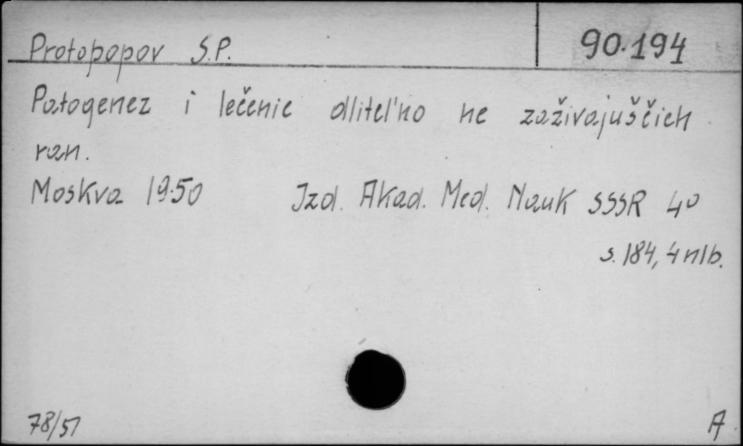 Protopopov S.P. 90.194
Patogenez i lečenie dlitel'no ne zaživajuščich
ran.
Moskva 1950 Izd. Akad. Med. Nauk SSSR 4°
s. 184, 4 nlb.
78/51 A